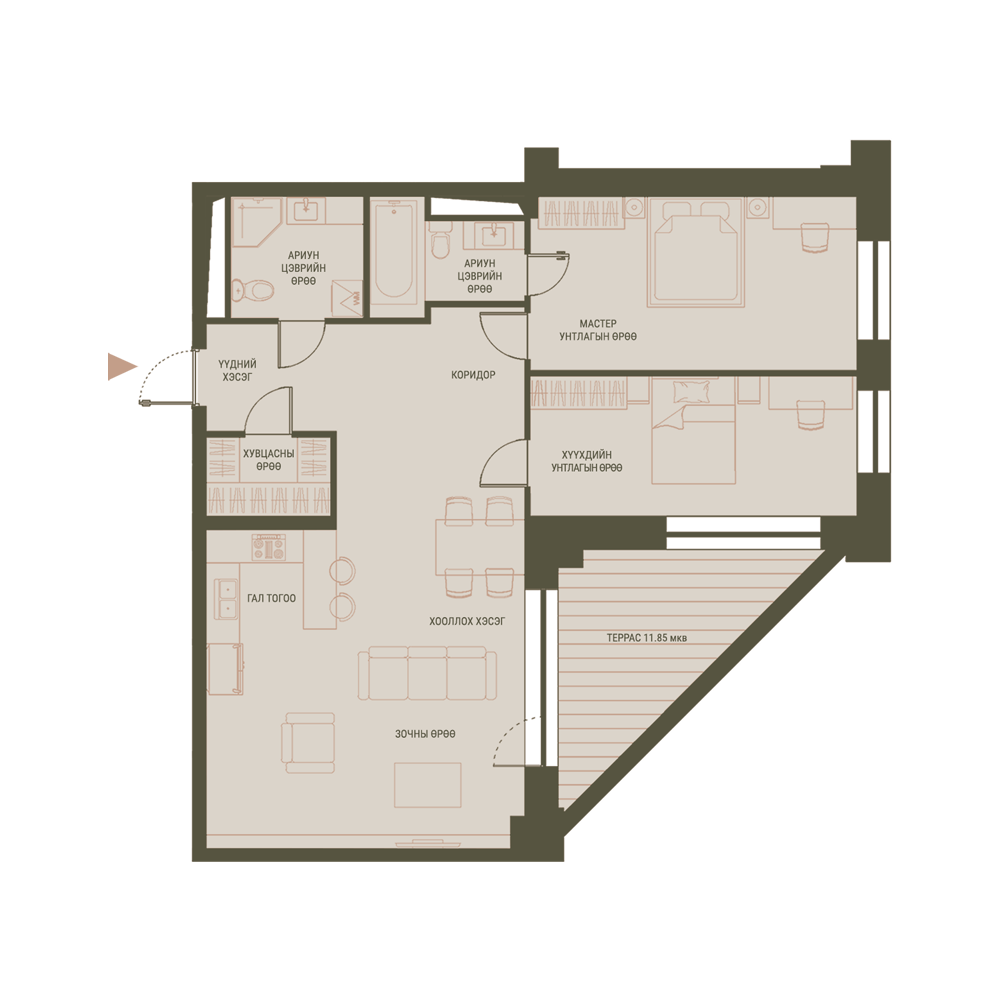 АРИУН
ЦЭВРИЙН
ӨРӨӨ
АРИУН
ЦЭВРИЙН
ӨРӨӨ
WM
МАСТЕР
УНТЛАГЫН ӨРӨӨ
ҮҮДНИЙ
ХЭСЭГ
КОРИДОР
ХУВЦАСНЫ
ӨРӨӨ
ХҮҮХДИЙН
УНТЛАГЫН ӨРӨӨ
ГАЛ ТОГОО
ХООЛЛОХ ХЭСЭГ
ТЕРРАС 11.85 мкв
ЗОЧНЫ ӨРӨӨ